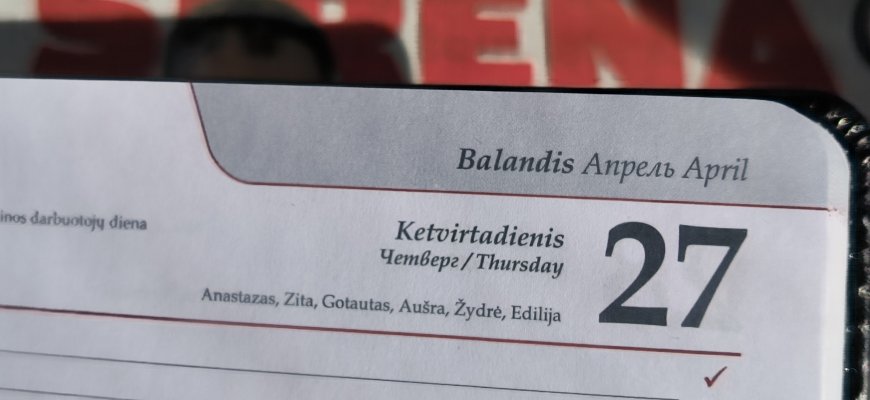 Balandis Апрель April
darbuotojų diena
Ketvirtadienis
27
Четверг / Thursday
Anastazas, Zita, Gotautas, Aušra, Žydrė, Edilija